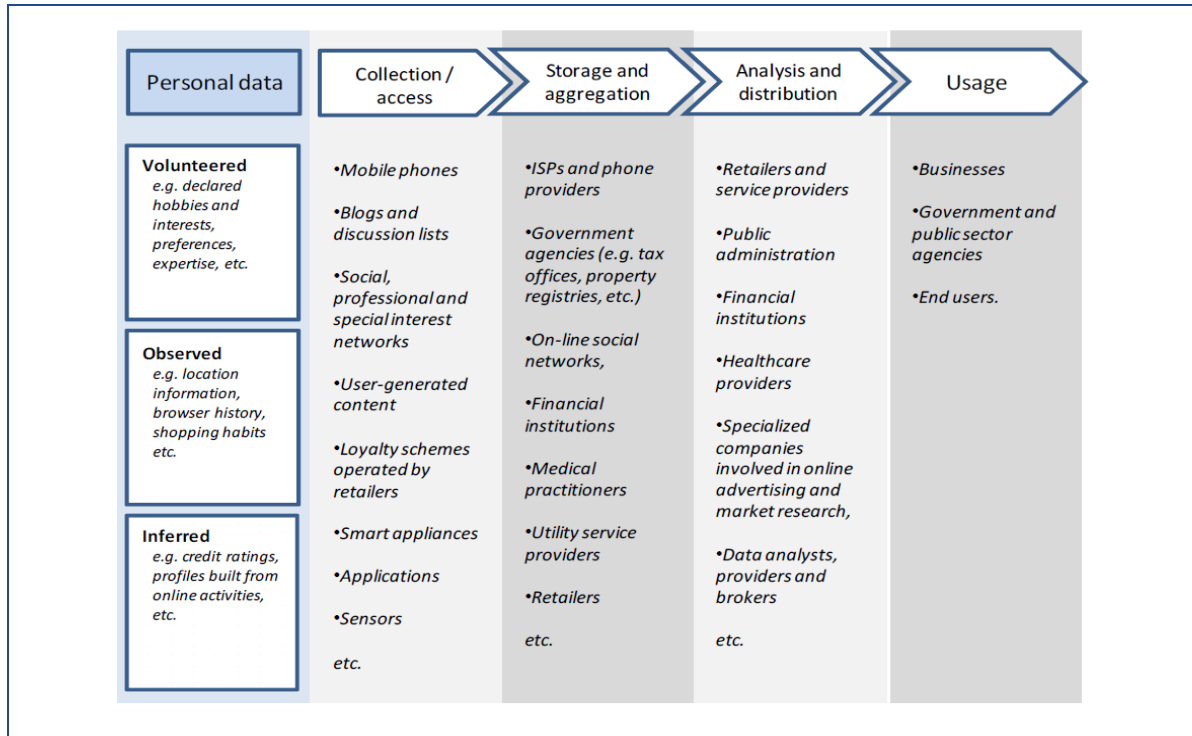 Personal data
Collection /
access
Storage and
aggregation
Analysis and
distribution
Usage
Volunteered
e.g. declared
hobbies and
interests,
preferences,
expertise, etc.
Observed
e.g. location
information,
browser history,
shopping habits
etc.
Inferred
e.g. credit ratings,
profiles built from
online activities,
etc.
•Mobile phones
•Blogs and
discussion lists
•Social,
professional and
special interest
networks
•User-generated
content
•Loyalty schemes
operated by
retailers
•Smart appliances
•Applications
•Sensors
etc.
•ISPs and phone
providers
•Government
agencies (e.g. tax
offices, property
registries, etc.)
•On-line social
networks,
•Financial
institutions
•Medical
practitioners
•Utility service
providers
•Retailers
etc.
•Retailers and
service providers
•Public
administration
•Financial
institutions
•Healthcare
providers
•Specialized
companies
involved in online
advertising and
market research,
•Data analysts,
providers and
brokers
etc.
•Businesses
•Government and
public sector
agencies
•End users.